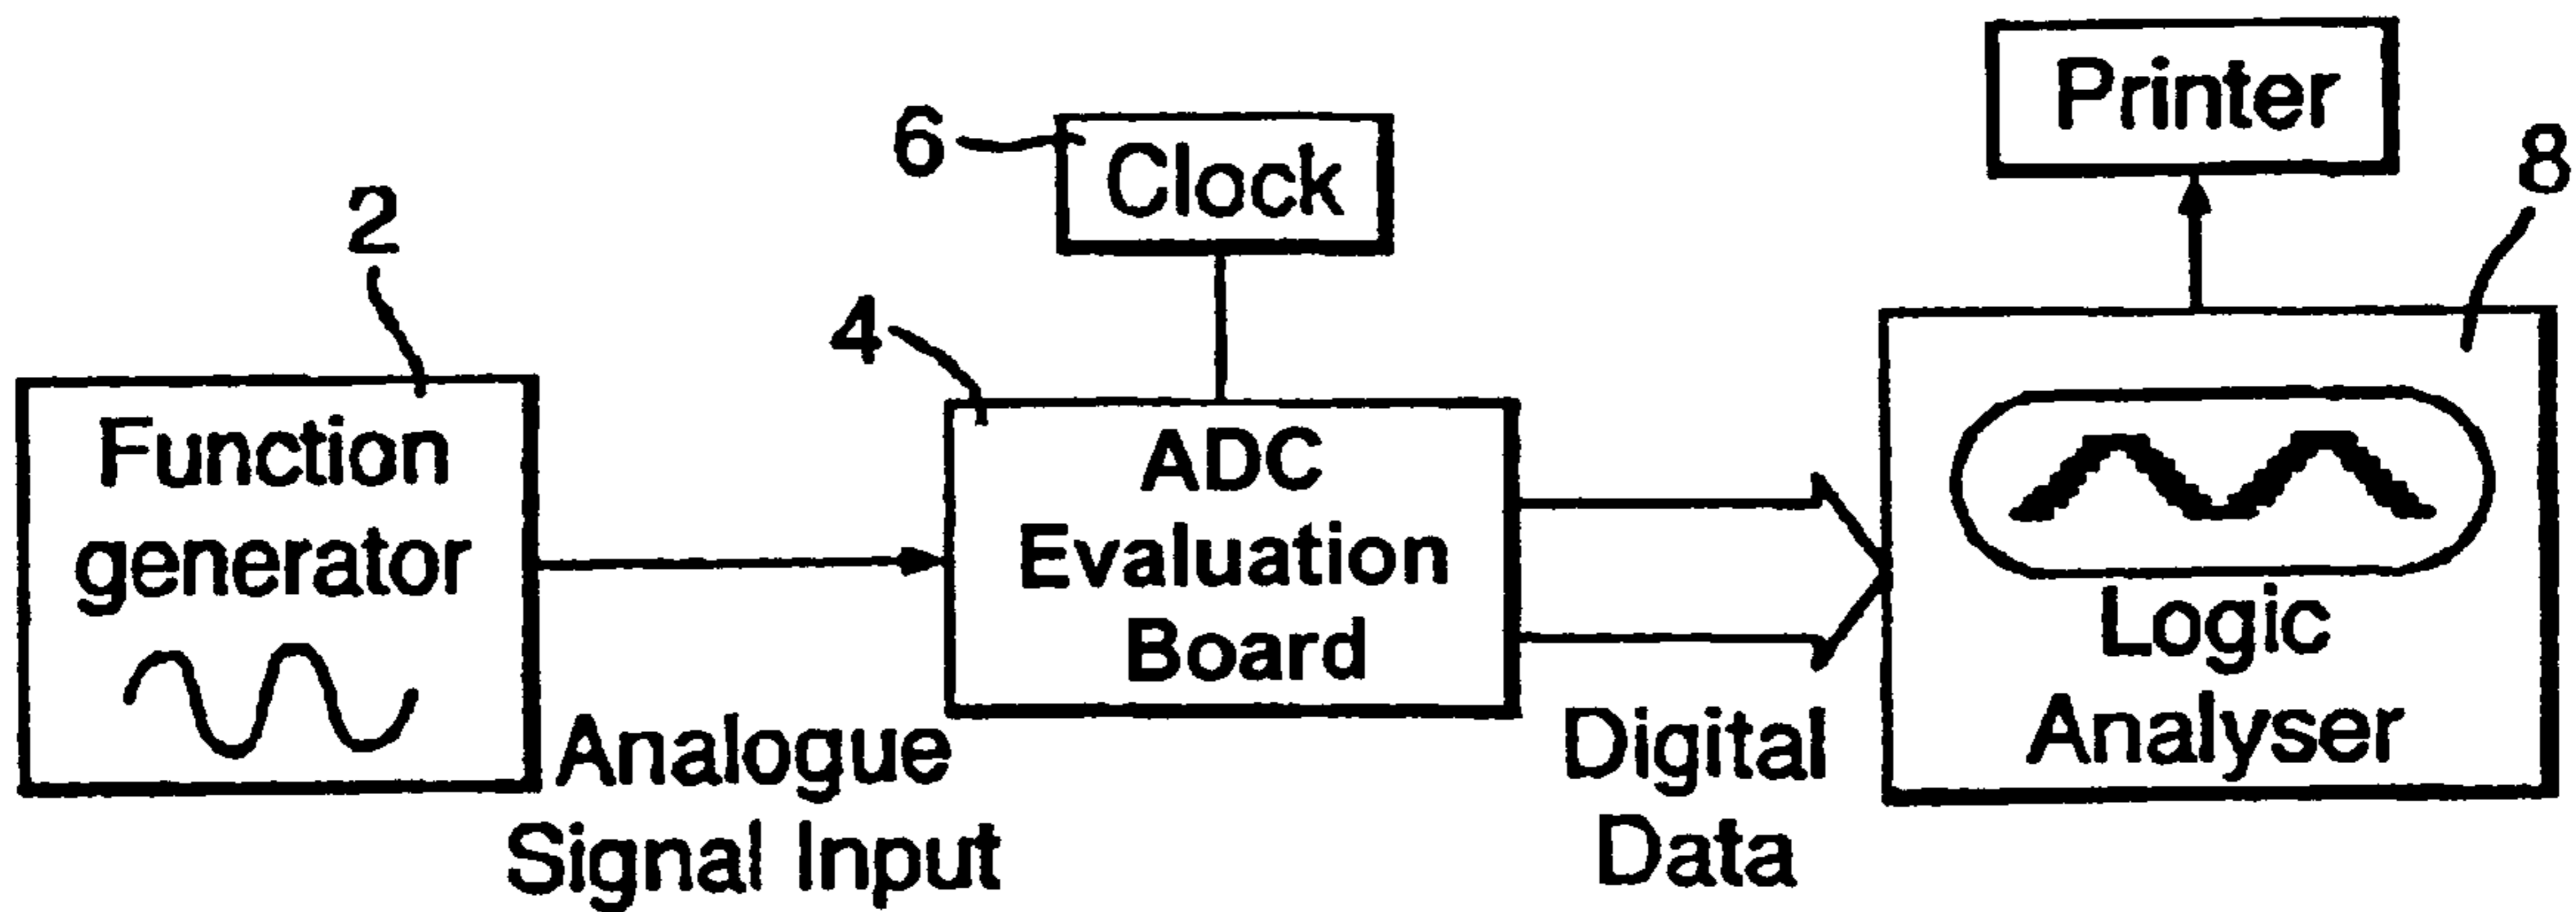 2
Function
generator
Analogue
Signal Input
6
Clock
4
ADC
Evaluation
Board
Digital
Data
Printer
8
Logic
Analyser